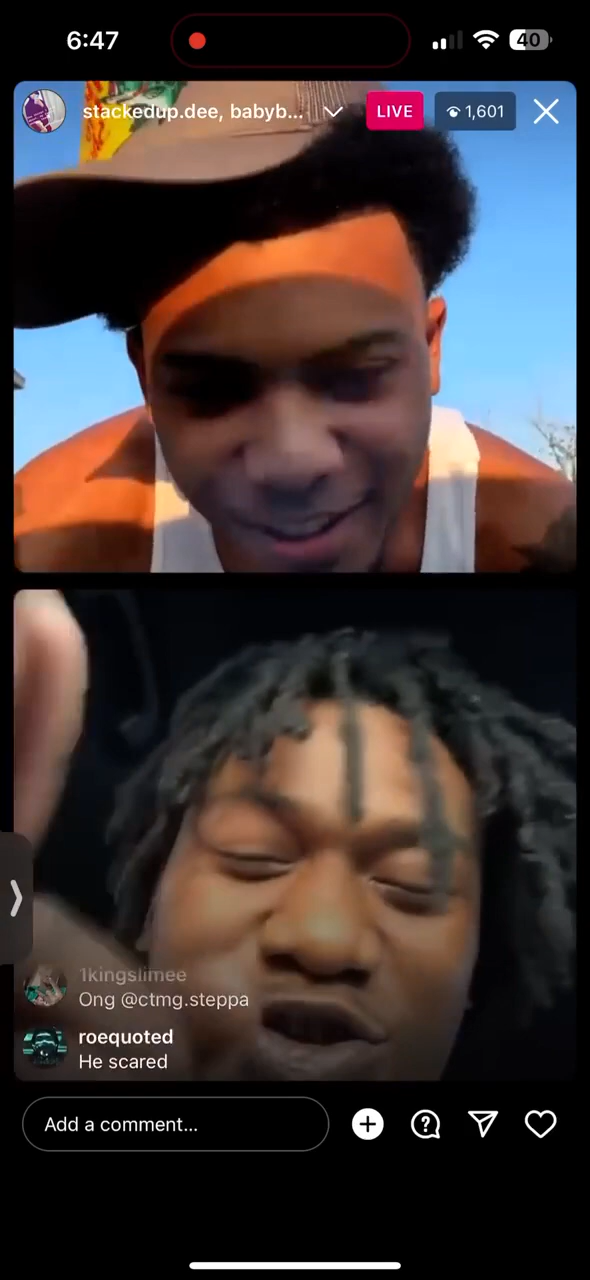 6:47
40
stackedup.dee, babyb...
LIVE
1,601
1kingslimee
Ong @ctmg.steppa
roequoted
He scared
Add a comment...